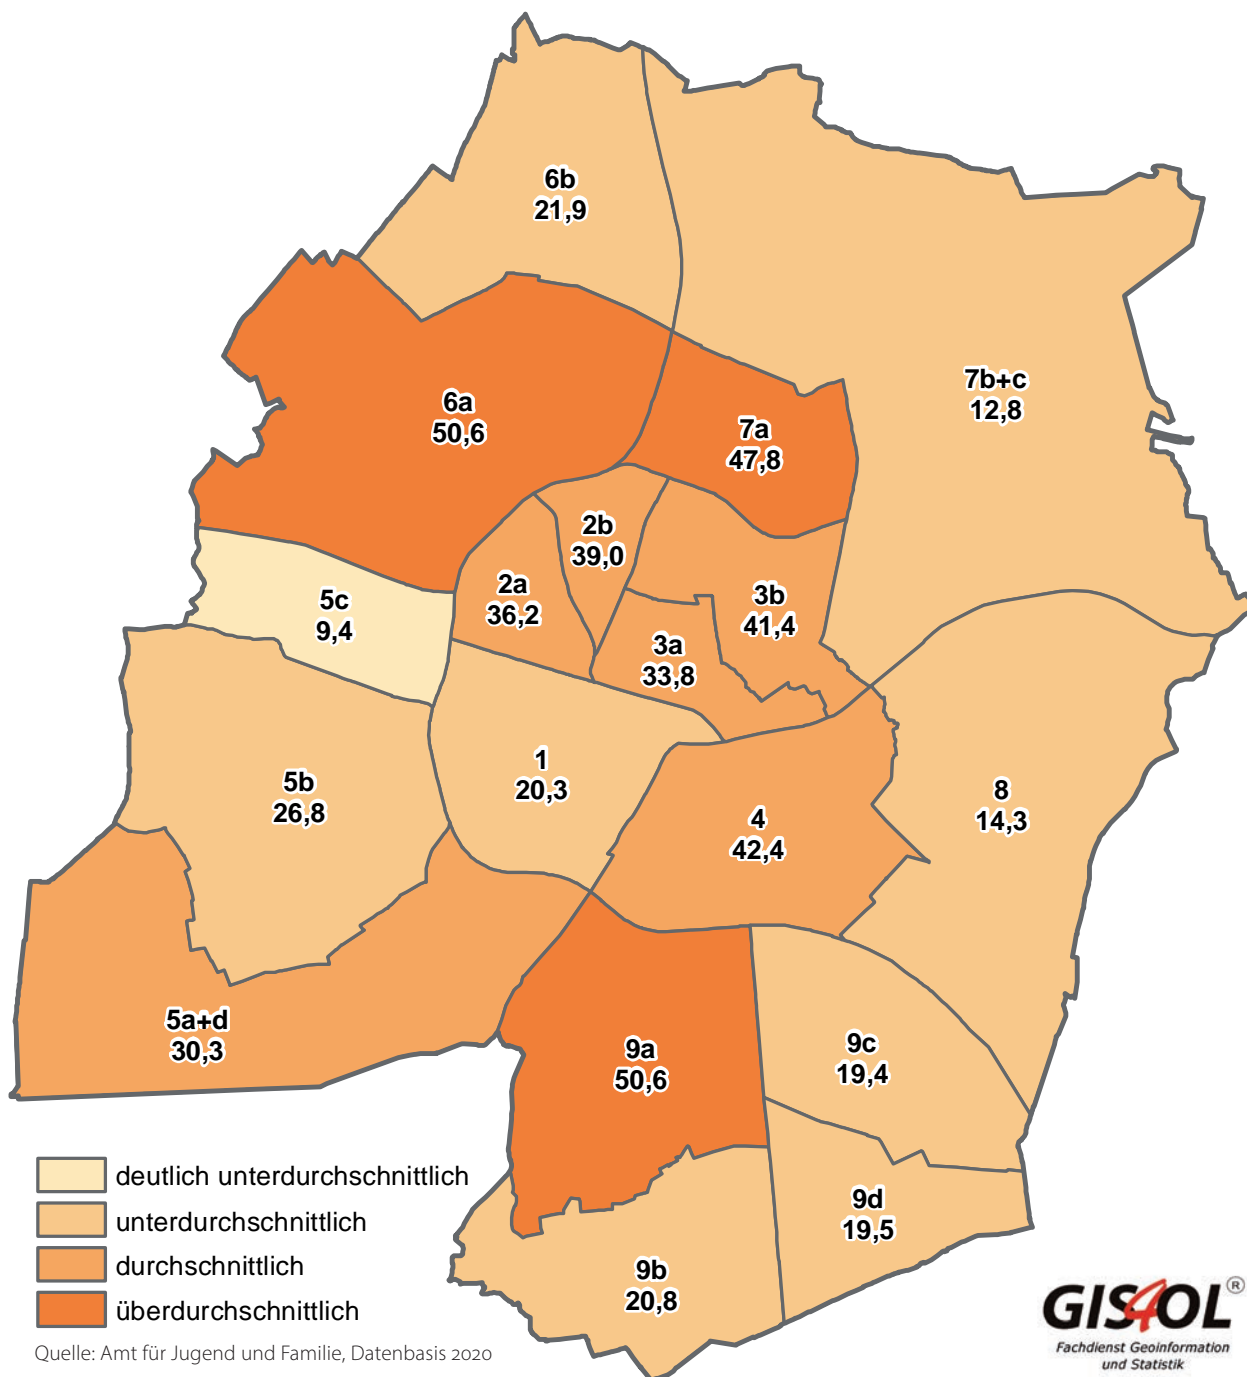 6b
21,9
7b+c
12,8
6a
50,6
7a
47,8
2b
39,0
2a
36,2
3b
41,4
5c
9,4
3a
33,8
1
20,3
5b
26,8
8
14,3
4
42,4
5a+d
30,3
9a
50,6
9c
19,4
9d
19,5
9b
20,8
deutlich unterdurchschnittlich
unterdurchschnittlich
durchschnittlich
überdurchschnittlich
Quelle: Amt für Jugend und Familie, Datenbasis 2020
GIS4OL®
Fachdienst Geoinformation
und Statistik